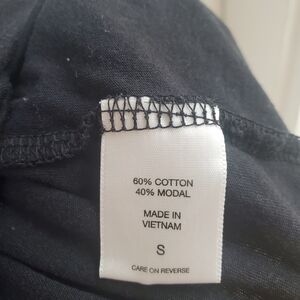 60% COTTON
40% MODAL
MADE IN
VIETNAM
S
CARE ON REVERSE